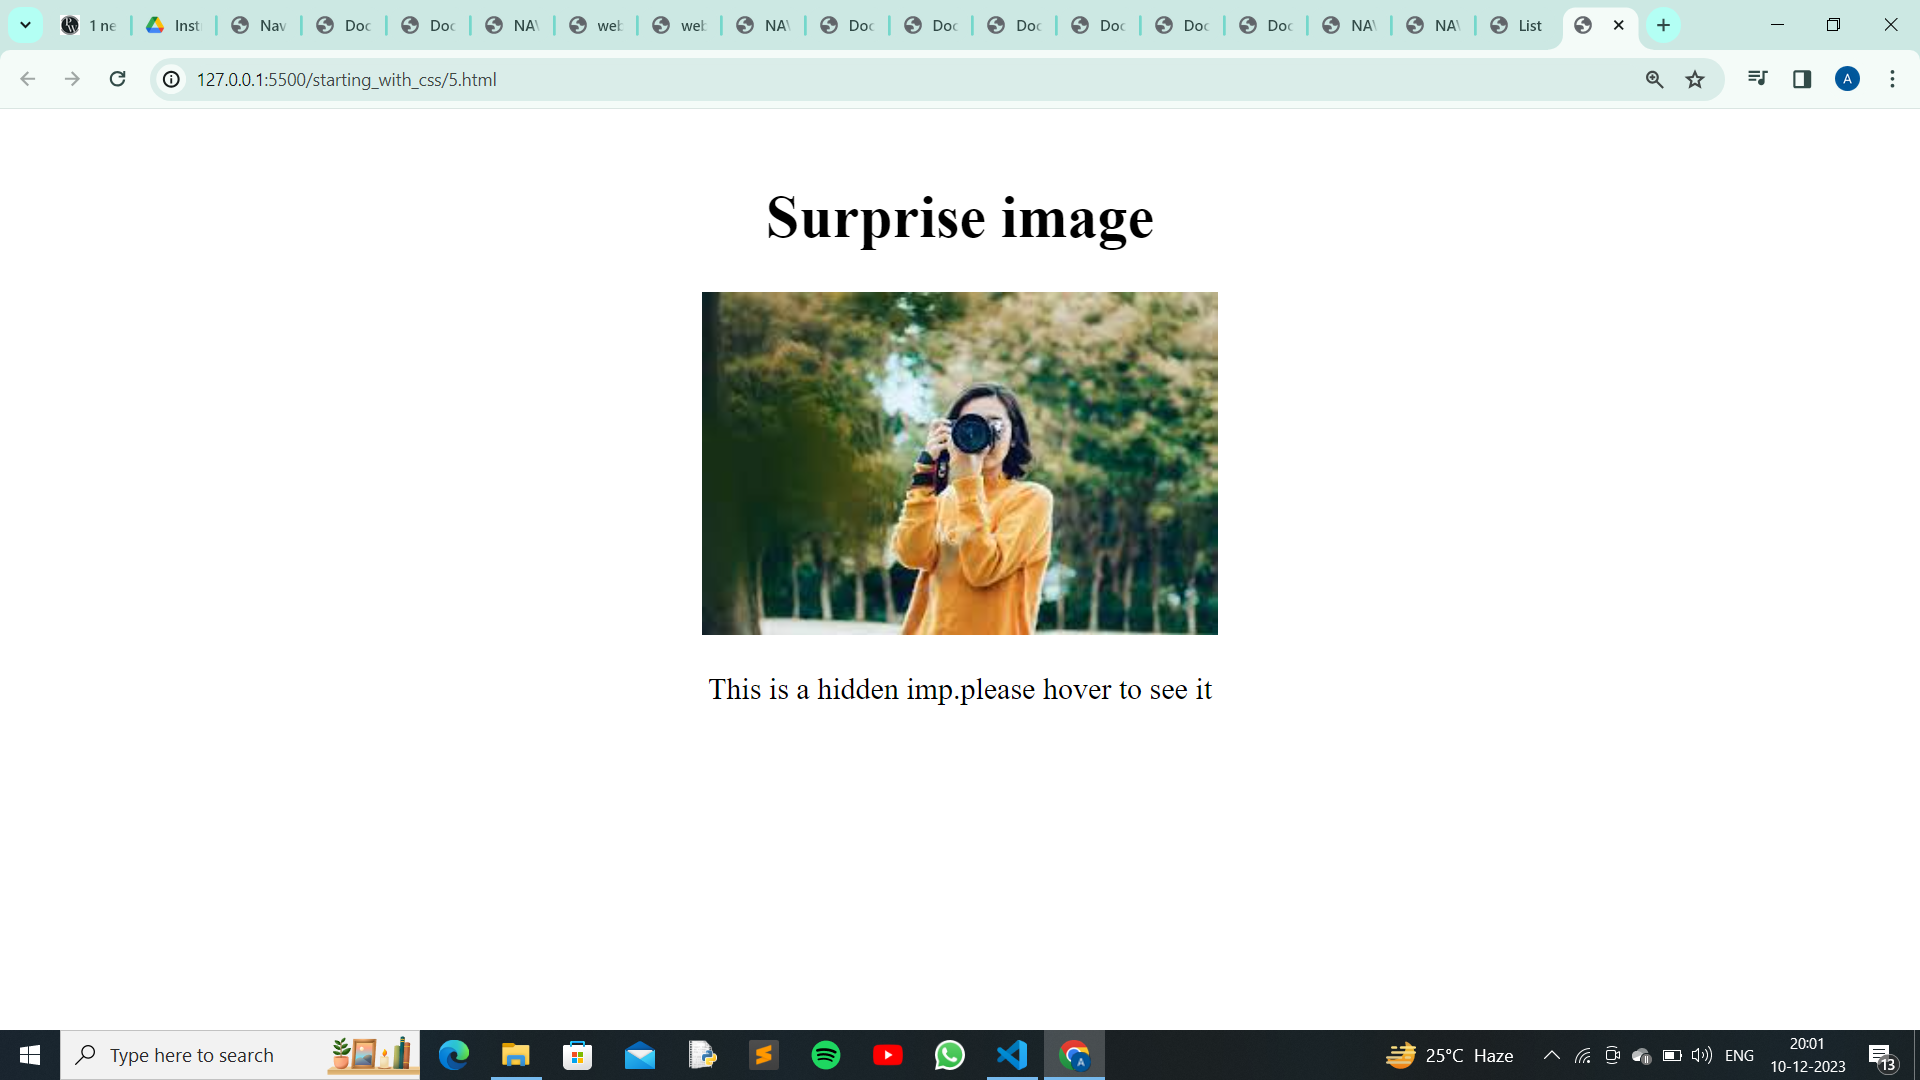 1 ne
Inst
Nav
Doc
Doc
NAV
web
web
NAV
Doc
Doc
Doc
Doc
Doc
Doc
NAV
NAV
List
127.0.0.1:5500/starting_with_css/5.html
A
Surprise image
This is a hidden imp.please hover to see it
Type here to search
25°C Haze
ENG
20:01
10-12-2023
13